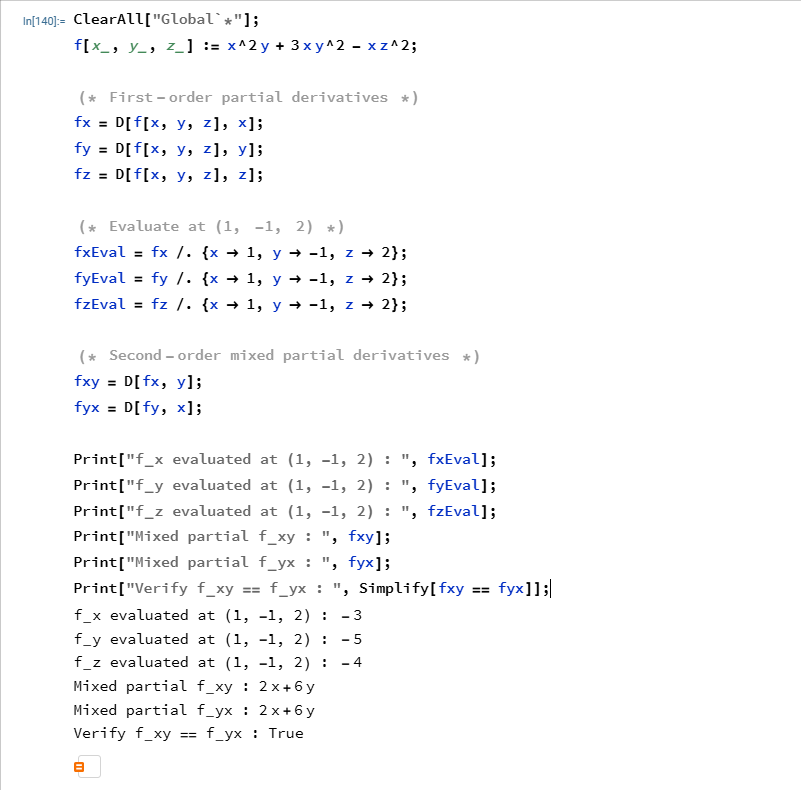 In[140]:= ClearAll["Global`*"];
f[x_, y_, z_] := x^2 y + 3 x y^2 - x z^2;
(* First-order partial derivatives *)
fx = D[f[x, y, z], x];
fy = D[f[x, y, z], y];
fz = D[f[x, y, z], z];
(* Evaluate at (1, -1, 2) *)
fxEval = fx /. {x → 1, y → -1, z → 2};
fyEval = fy /. {x → 1, y → -1, z → 2};
fzEval = fz /. {x → 1, y → -1, z → 2};
(* Second-order mixed partial derivatives *)
fxy = D[fx, y];
fyx = D[fy, x];
Print["f_x evaluated at (1, -1, 2) : ", fxEval];
Print["f_y evaluated at (1, -1, 2) : ", fyEval];
Print["f_z evaluated at (1, -1, 2) : ", fzEval];
Print["Mixed partial f_xy : ", fxy];
Print["Mixed partial f_yx : ", fyx];
Print["Verify f_xy == f_yx : ", Simplify[fxy == fyx]];
f_x evaluated at (1, -1, 2) : -3
f_y evaluated at (1, -1, 2) : -5
f_z evaluated at (1, -1, 2) : -4
Mixed partial f_xy : 2 x + 6 y
Mixed partial f_yx : 2 x + 6 y
Verify f_xy == f_yx : True